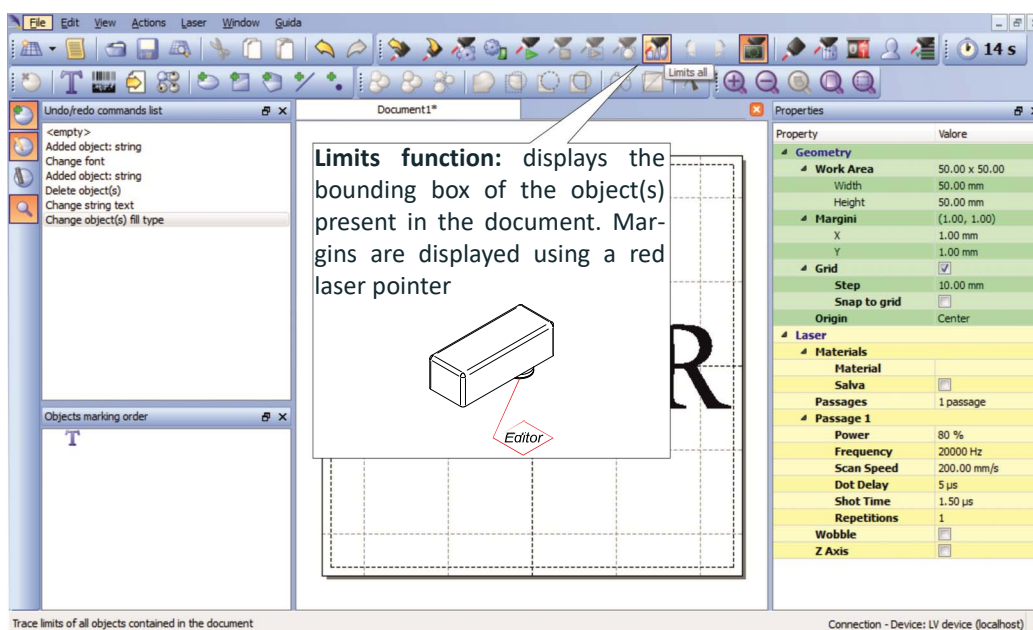 File Edit View Actions Laser Window Guida
14 s
Limits all
Undo/redo commands list
<empty>
Added object: string
Change font
Added object: string
Delete object(s)
Change string text
Change object(s) fill type
Objects marking order
T
Document1*
Limits function: displays the
bounding box of the object(s)
present in the document. Mar-
gins are displayed using a red
laser pointer
Editor
R
Properties
Property Valore
Geometry
Work Area 50.00 x 50.00
Width 50.00 mm
Height 50.00 mm
Margini (1.00, 1.00)
X 1.00 mm
Y 1.00 mm
Grid
Step 10.00 mm
Snap to grid
Origin Center
Laser
Materials
Material
Salva
Passages 1 passage
Passage 1
Power 80 %
Frequency 20000 Hz
Scan Speed 200.00 mm/s
Dot Delay 5 µs
Shot Time 1.50 µs
Repetitions 1
Wobble
Z Axis
Trace limits of all objects contained in the document
Connection - Device: LV device (localhost)